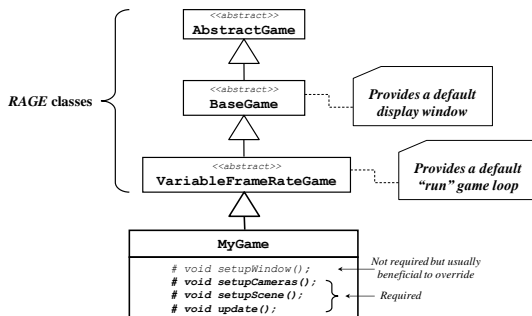 <<abstract>>
AbstractGame
RAGE classes
<<abstract>>
BaseGame
Provides a default
display window
<<abstract>>
VariableFrameRateGame
Provides a default
“run” game loop
MyGame
# void setupWindow();
# void setupCameras();
# void setupScene();
# void update();
Not required but usually
beneficial to override
Required